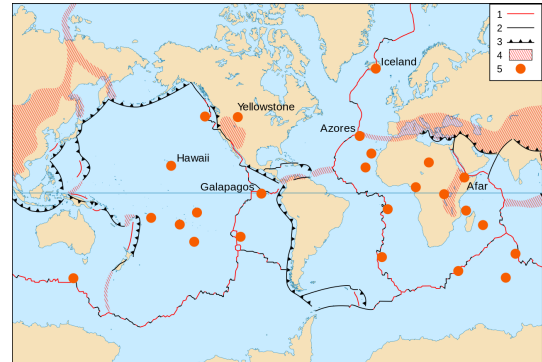 1
2
3
4
5
Iceland
Yellowstone
Azores
Hawaii
Galapagos
Afar